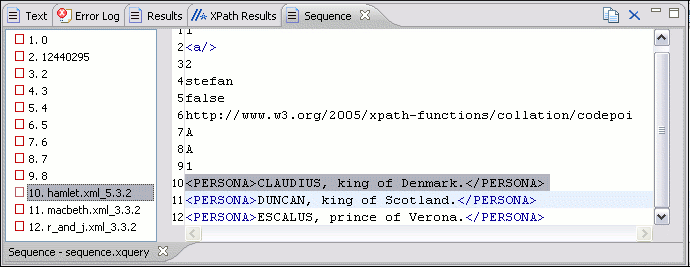 Text Error Log Results XPath Results Sequence
1. 0
2. 12440295
3. 2
4. 3
5. 4
6. 5
7. 6
8. 7
9. 8
10. hamlet.xml_5.3.2
11. macbeth.xml_3.3.2
12. r_and_j.xml_3.3.2
1 1
2 <a/>
3 2
4 stefan
5 false
6 http://www.w3.org/2005/xpath-functions/collation/codepoi
7 A
8 A
9 1
10 <PERSONA>CLAUDIUS, king of Denmark.</PERSONA>
11 <PERSONA>DUNCAN, king of Scotland.</PERSONA>
12 <PERSONA>ESCALUS, prince of Verona.</PERSONA>
Sequence - sequence.xquery